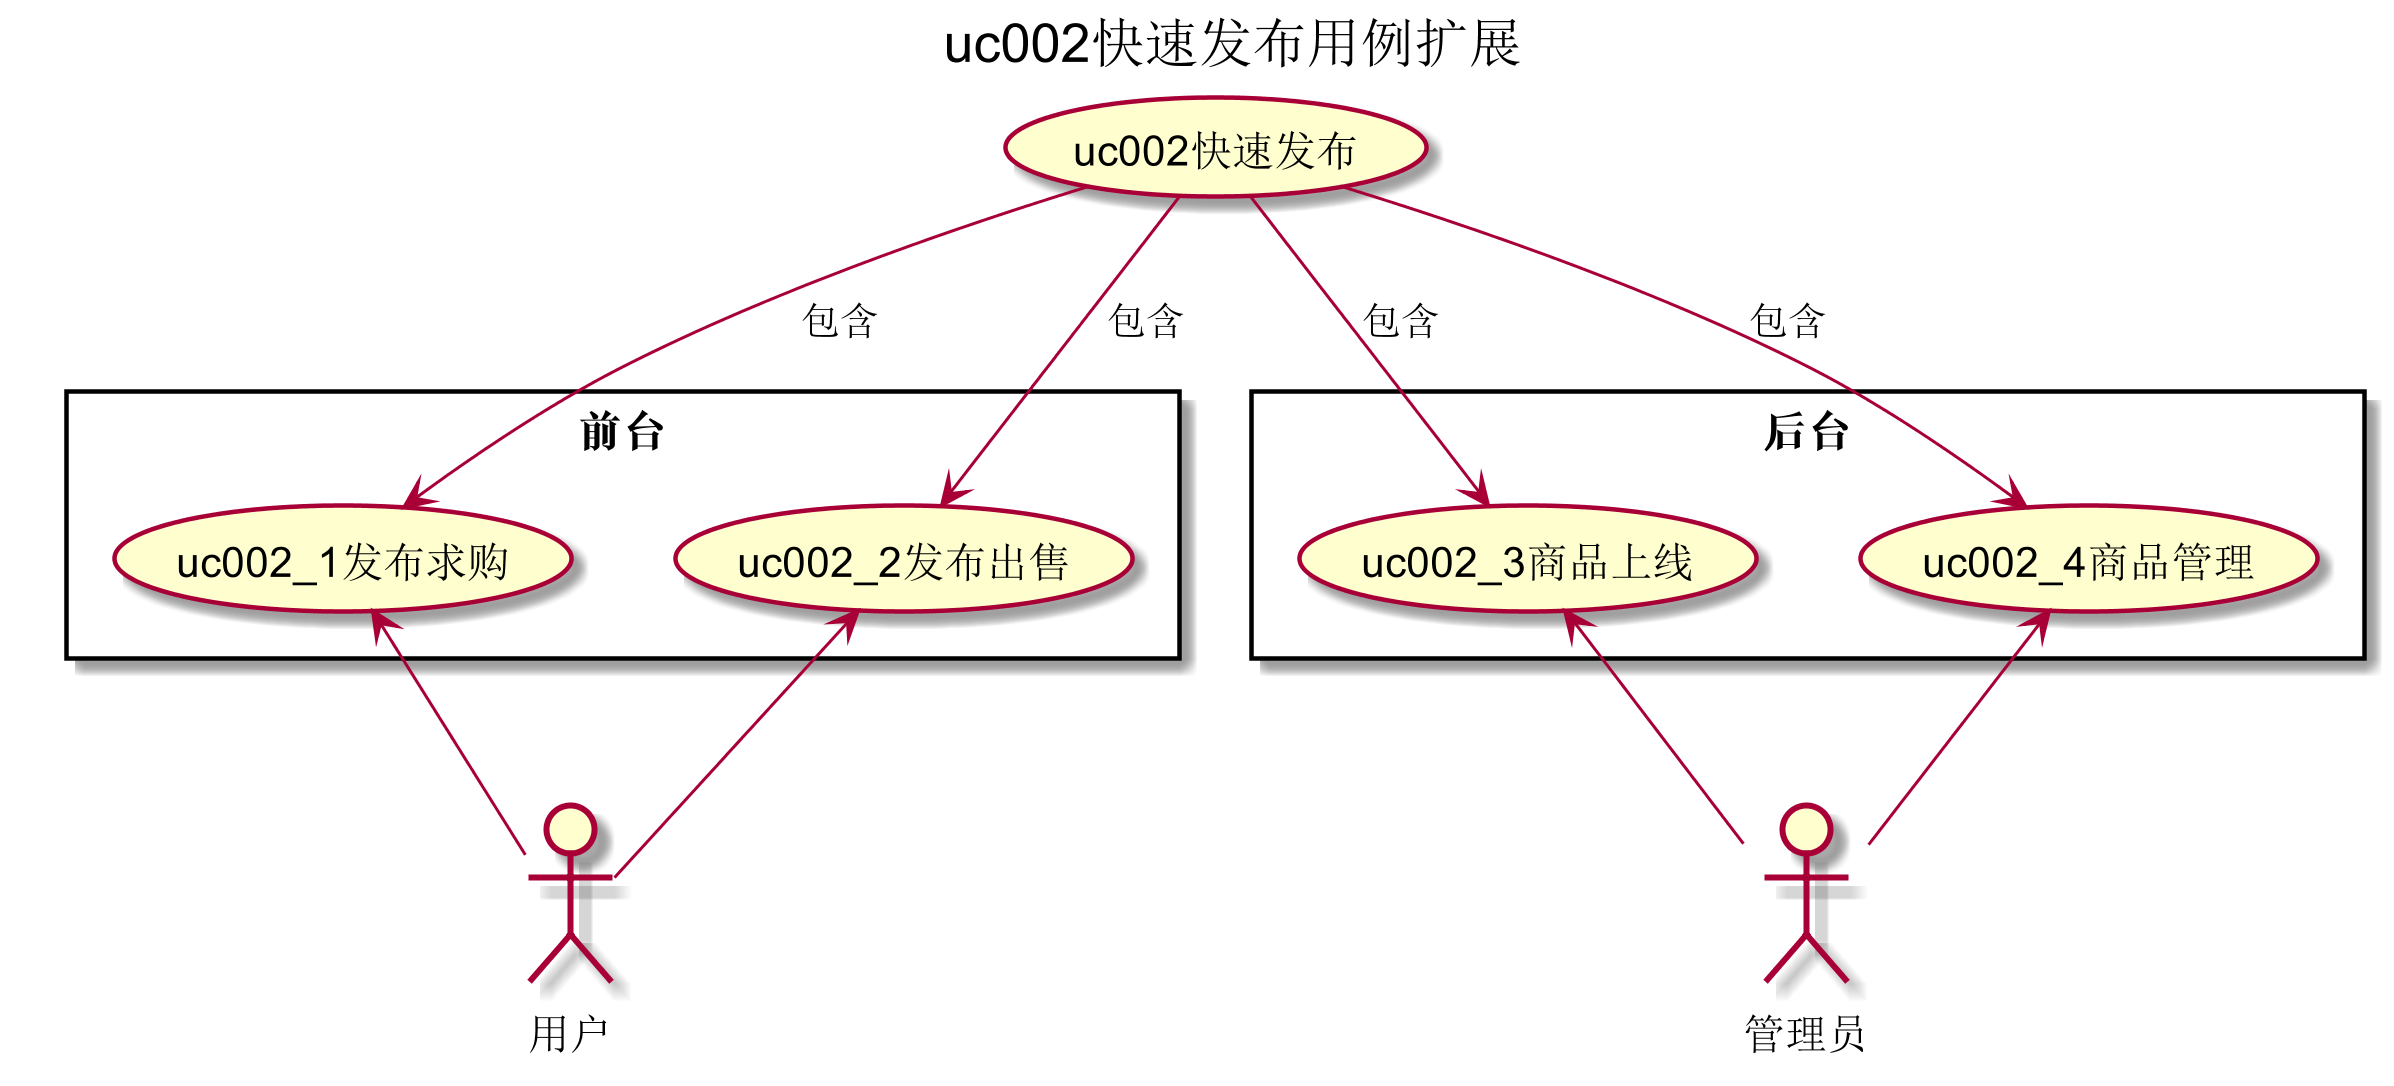 uc002快速发布用例扩展
uc002快速发布
包含
包含
包含
包含
前台
后台
uc002_1发布求购
uc002_2发布出售
uc002_3商品上线
uc002_4商品管理
用户
管理员